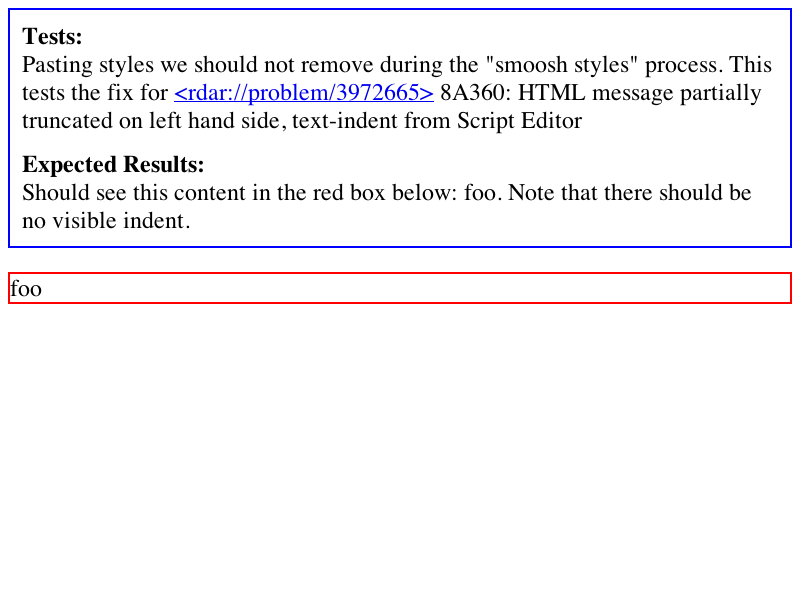 Tests:
Pasting styles we should not remove during the "smoosh styles" process. This
tests the fix for <rdar://problem/3972665> 8A360: HTML message partially
truncated on left hand side, text-indent from Script Editor
Expected Results:
Should see this content in the red box below: foo. Note that there should be
no visible indent.
foo